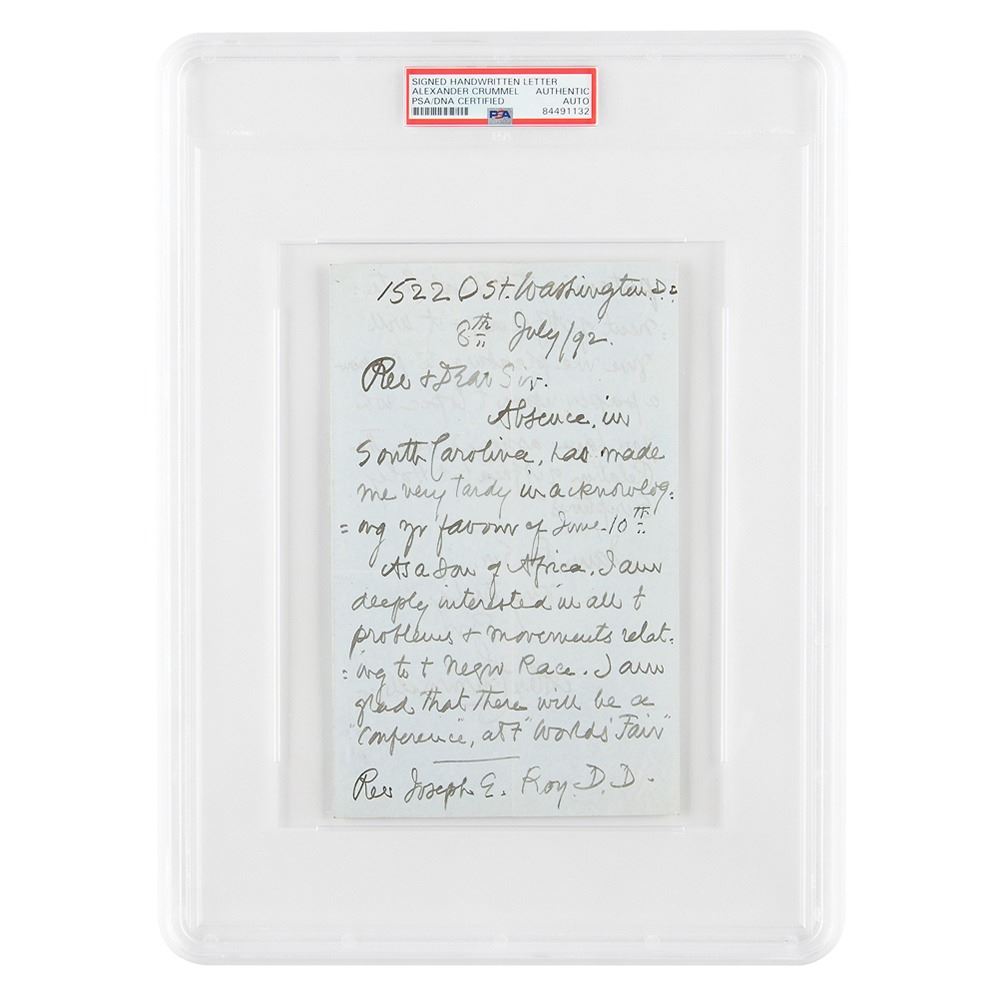 SIGNED HANDWRITTEN LETTER
ALEXANDER CRUMMEL AUTHENTIC
PSA/DNA CERTIFIED AUTO
PSA 84491132
1522 O St. Washington. D. C
8th July/92.
Rev & Dear Sir.
Absence, in
South Carolina, has made
me very tardy in acknowledg=
=ing yr favour of June 10th
As a Son of Africa, I am
deeply interested in all t
problems & movements relat=
=ing to t Negro Race. I am
glad that there will be a
"Conference", at t "Worlds' Fair"
Rev Joseph E. Roy. D. D.